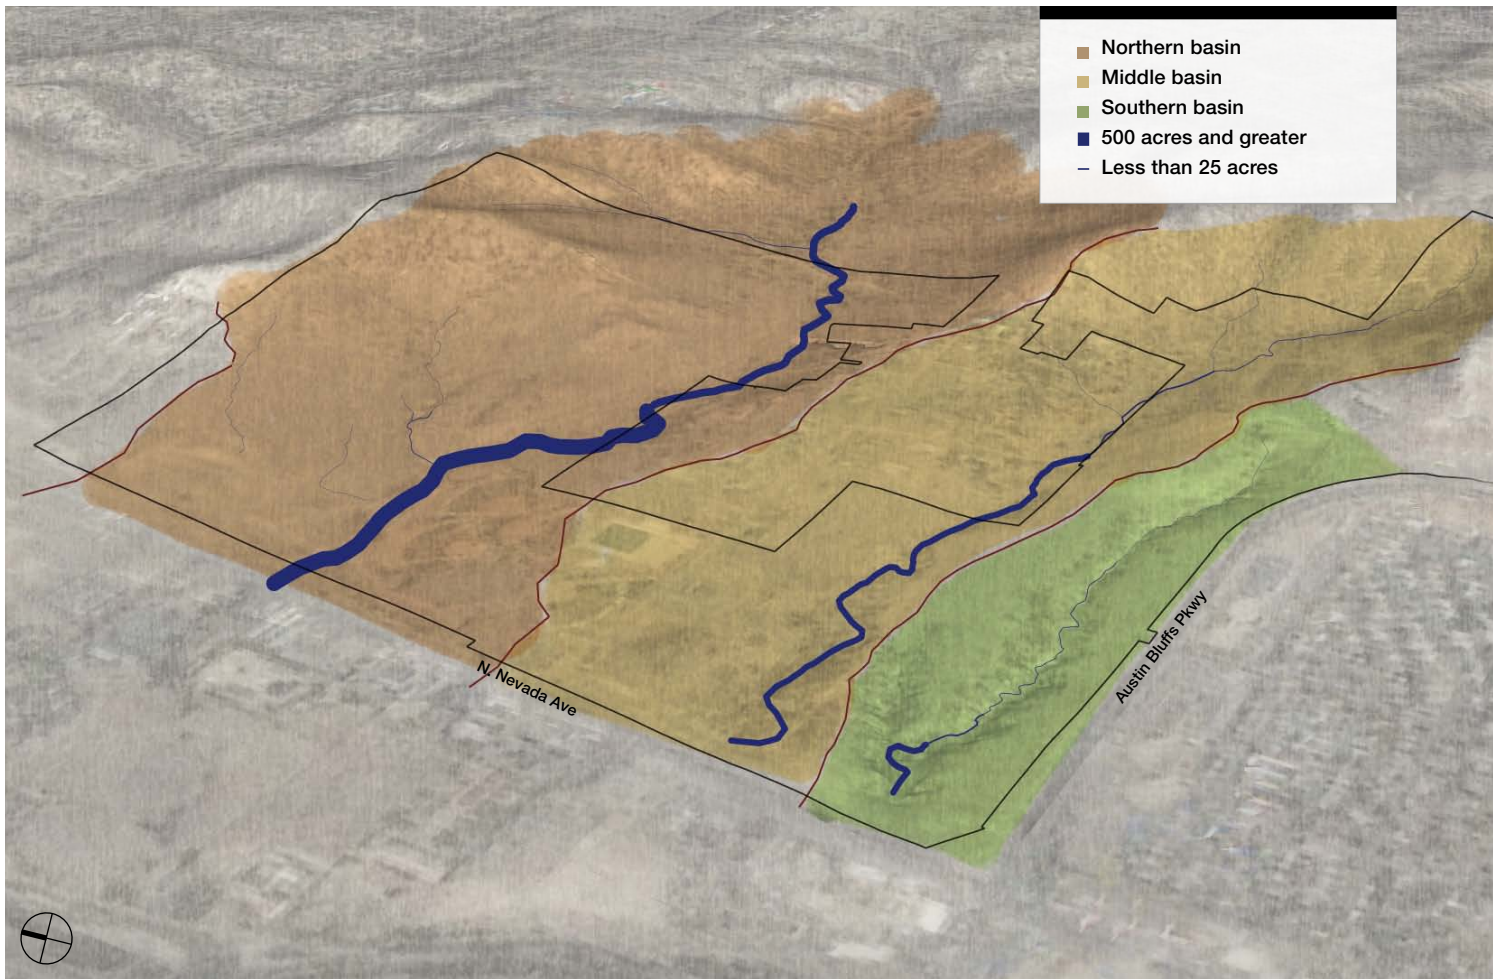 Northern basin
Middle basin
Southern basin
500 acres and greater
Less than 25 acres
N. Nevada Ave
Austin Bluffs Pkwy